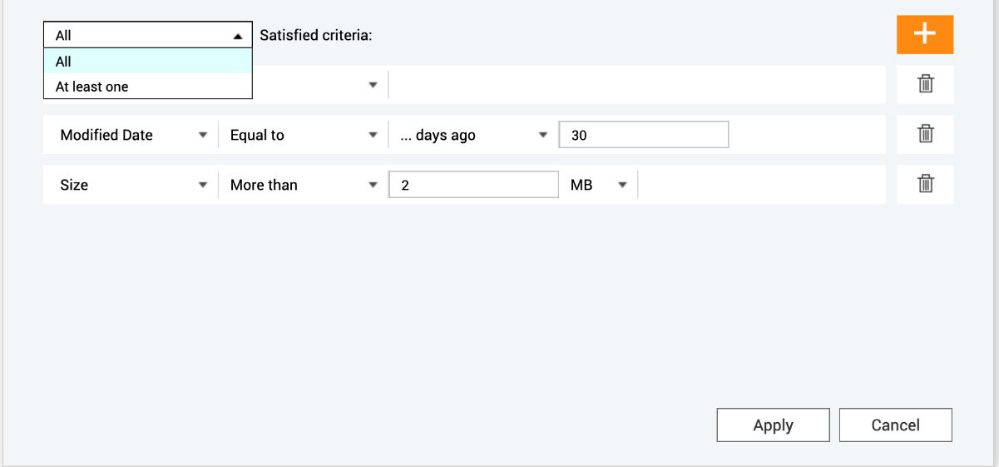 All Satisfied criteria:
All
At least one
Modified Date Equal to ... days ago 30
Size More than 2 MB
Apply Cancel